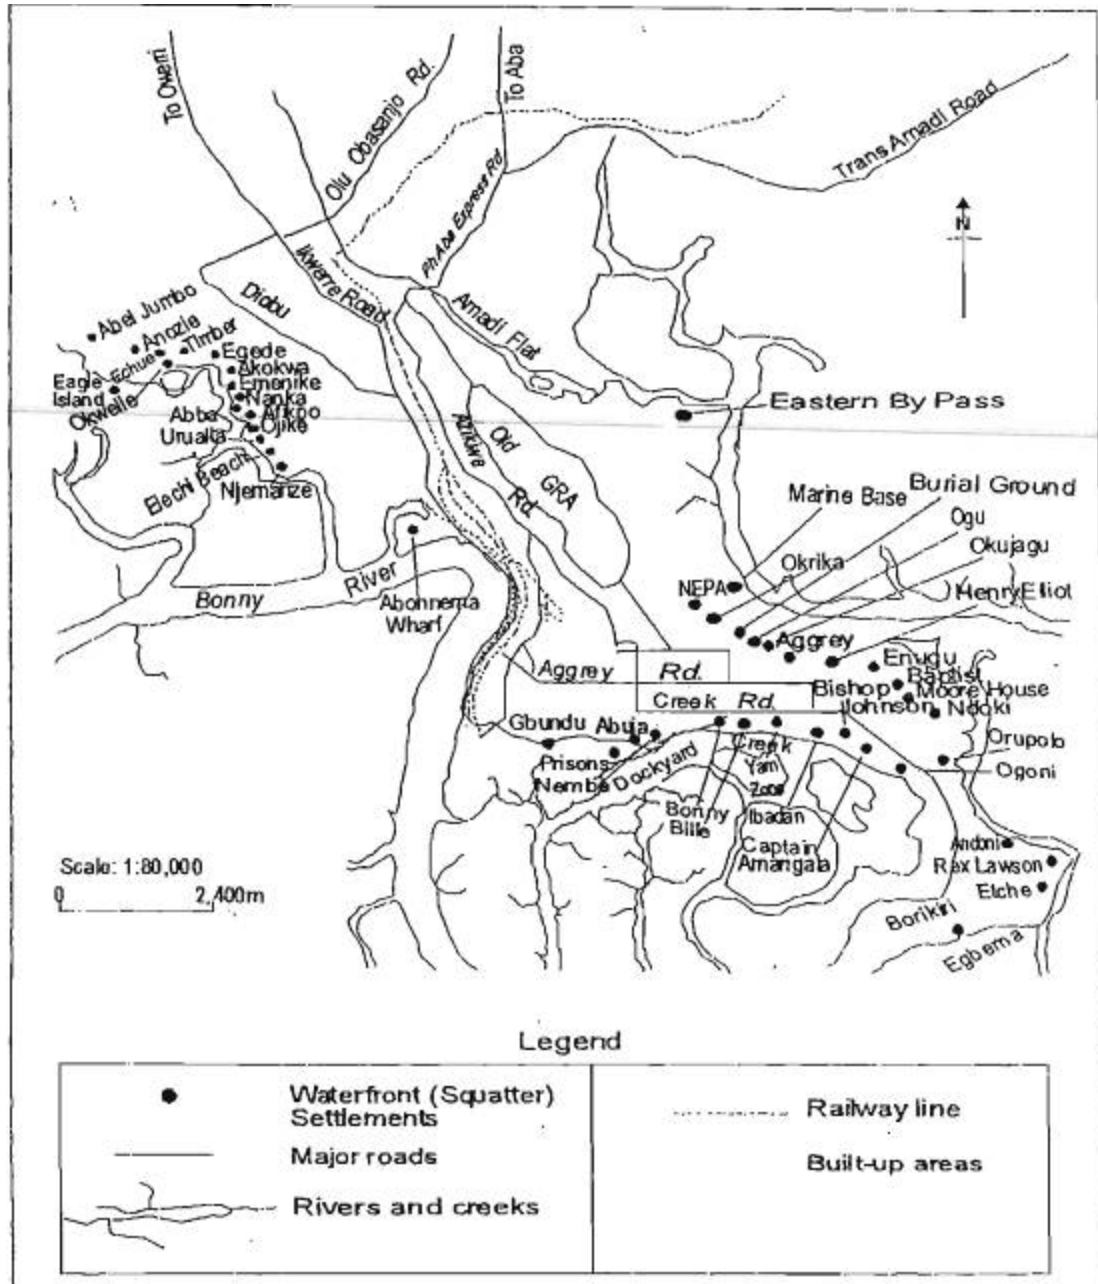 To Owerri
Olu Obasanjo Rd.
To Aba
Trans Amadi Road
Ph Aba Express Rd
N
Ikwerre Road
Diobu
Amadi Flat
Abel Jumbo
Anozie
Timber
Echue
Egede
Akokwa
Eagle
Island
Emenike
Okwelle
Nanka
Abba
Afikpo
Urualla
Ojike
Elechi Beach
Njemanze
Azikiwe
Rd.
Old
GRA
Eastern By Pass
Marine Base
Burial Ground
Ogu
Okrika
Okujagu
NEPA
Henry Elliot
Bonny
River
Abonnema
Wharf
Aggrey
Enugu
Baptist
Aggrey
Rd.
Bishop
Johnson
Moore House
Ndoki
Creek Rd.
Gbundu
Abuja
Creek
Orupolo
Ogoni
Prisons
Nembe
Dockyard
Yam
Zone
Bonny
Bille
Ibadan
Captain
Amangala
Andoni
Rex Lawson
Etche
Borikiri
Egbema
Scale: 1:80,000
0
2,400m
Legend
Waterfront (Squatter)
Settlements
Major roads
Rivers and creeks
Railway line
Built-up areas